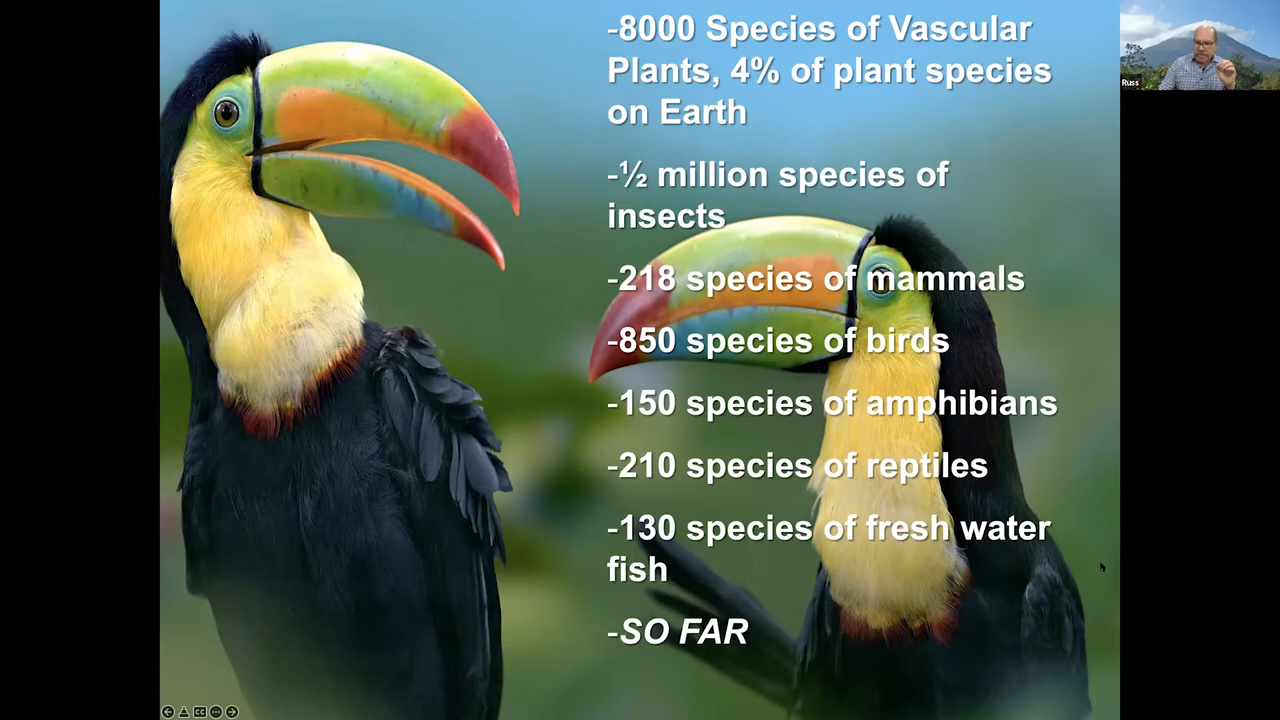 -8000 Species of Vascular
Plants, 4% of plant species
on Earth
-½ million species of
insects
-218 species of mammals
-850 species of birds
-150 species of amphibians
-210 species of reptiles
-130 species of fresh water
fish
-SO FAR
Russ
CC